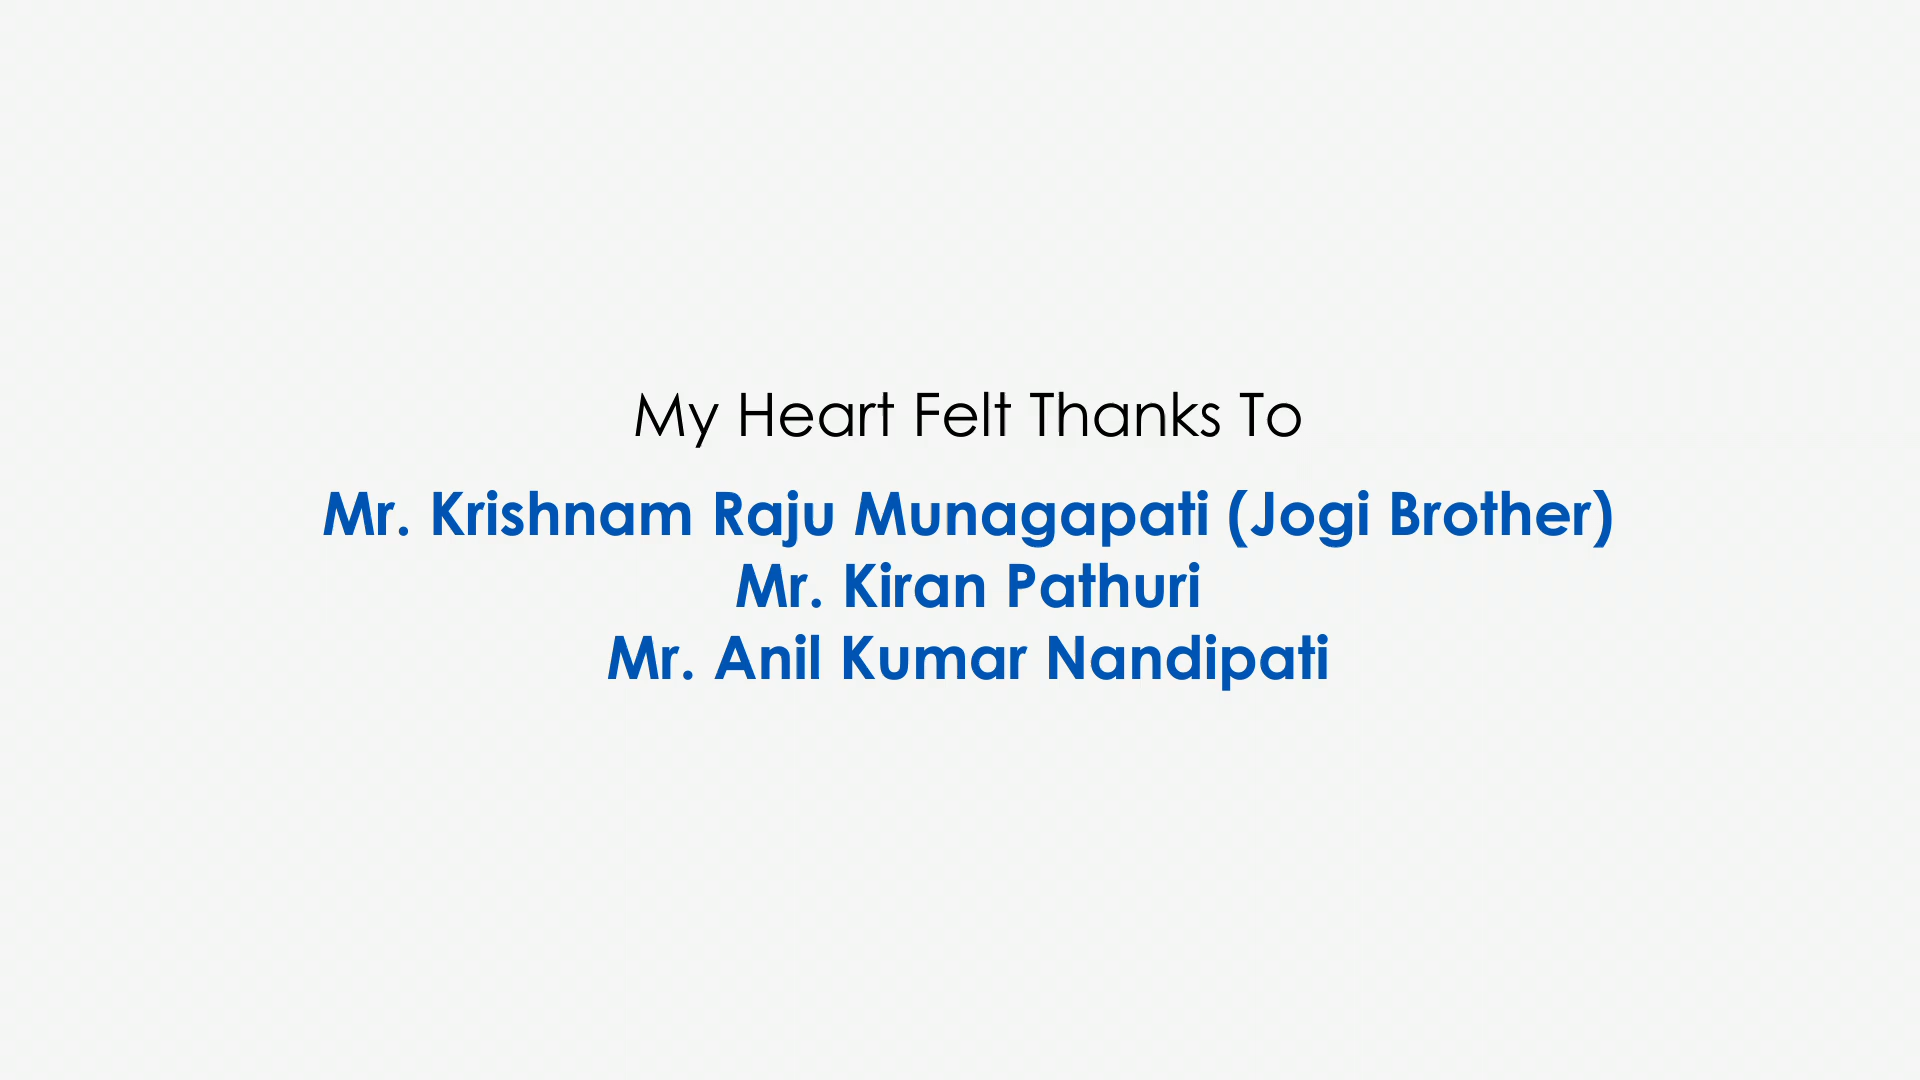 My Heart Felt Thanks To
Mr. Krishnam Raju Munagapati (Jogi Brother)
Mr. Kiran Pathuri
Mr. Anil Kumar Nandipati